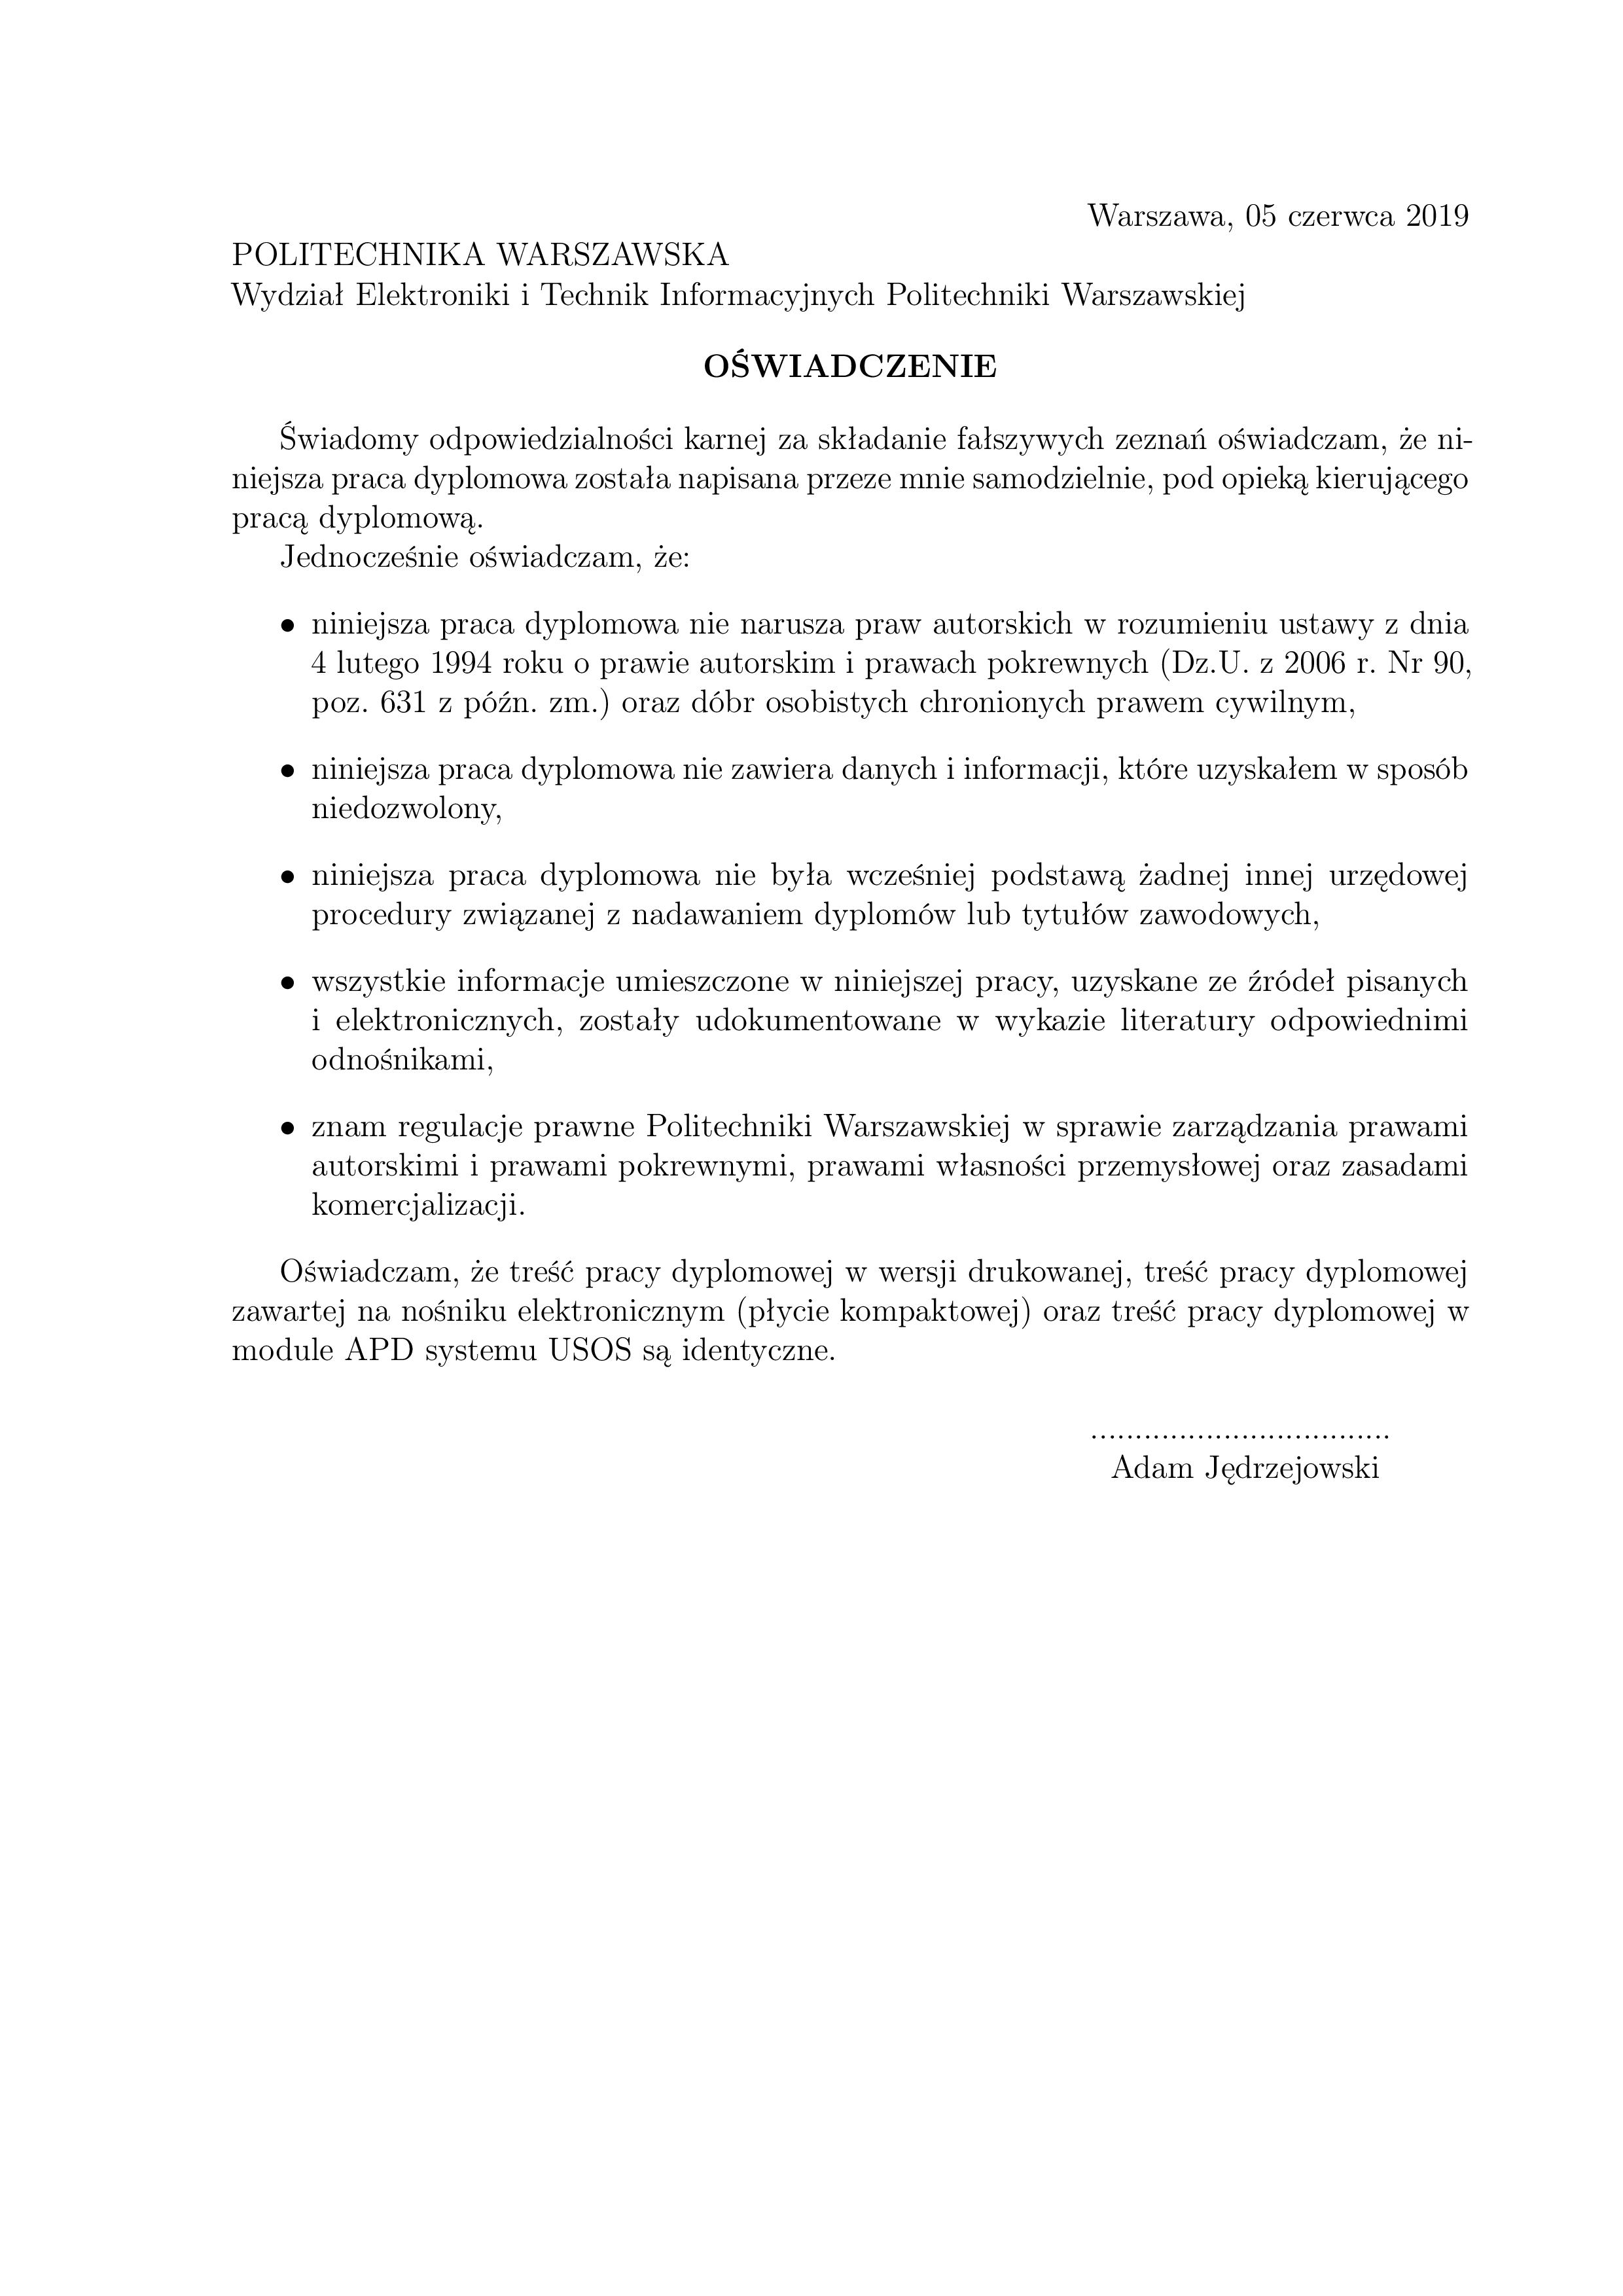 Warszawa, 05 czerwca 2019
POLITECHNIKA WARSZAWSKA
Wydział Elektroniki i Technik Informacyjnych Politechniki Warszawskiej
OŚWIADCZENIE
Świadomy odpowiedzialności karnej za składanie fałszywych zeznań oświadczam, że ni-
niejsza praca dyplomowa została napisana przeze mnie samodzielnie, pod opieką kierującego
pracą dyplomową.
Jednocześnie oświadczam, że:
• niniejsza praca dyplomowa nie narusza praw autorskich w rozumieniu ustawy z dnia
4 lutego 1994 roku o prawie autorskim i prawach pokrewnych (Dz.U. z 2006 r. Nr 90,
poz. 631 z późn. zm.) oraz dóbr osobistych chronionych prawem cywilnym,
• niniejsza praca dyplomowa nie zawiera danych i informacji, które uzyskałem w sposób
niedozwolony,
• niniejsza praca dyplomowa nie była wcześniej podstawą żadnej innej urzędowej
procedury związanej z nadawaniem dyplomów lub tytułów zawodowych,
• wszystkie informacje umieszczone w niniejszej pracy, uzyskane ze źródeł pisanych
i elektronicznych, zostały udokumentowane w wykazie literatury odpowiednimi
odnośnikami,
• znam regulacje prawne Politechniki Warszawskiej w sprawie zarządzania prawami
autorskimi i prawami pokrewnymi, prawami własności przemysłowej oraz zasadami
komercjalizacji.
Oświadczam, że treść pracy dyplomowej w wersji drukowanej, treść pracy dyplomowej
zawartej na nośniku elektronicznym (płycie kompaktowej) oraz treść pracy dyplomowej w
module APD systemu USOS są identyczne.
..................................
Adam Jędrzejowski